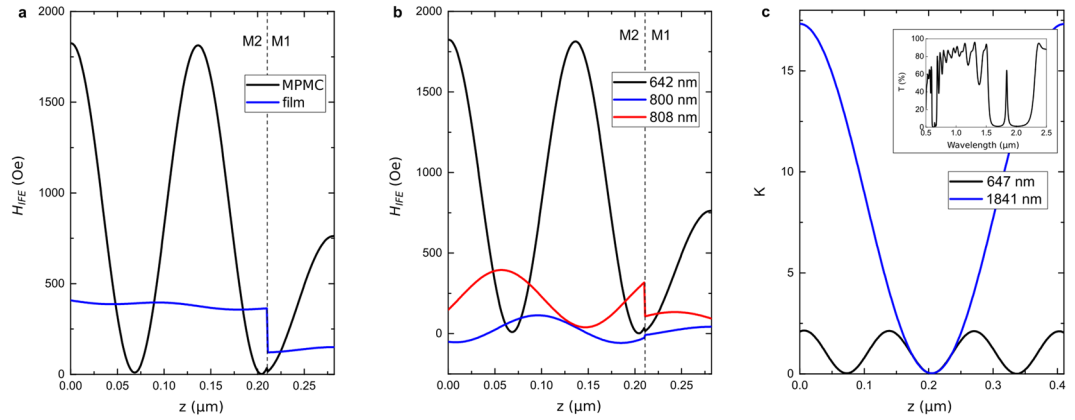 a
2000
1500
1000
500
0
H_IFE (Oe)
M2 M1
MPMC
film
0.00 0.05 0.10 0.15 0.20 0.25
z (μm)
b
2000
1500
1000
500
0
H_IFE (Oe)
M2 M1
642 nm
800 nm
808 nm
0.00 0.05 0.10 0.15 0.20 0.25
z (μm)
c
15
10
5
0
K
100
80
60
40
20
0
T (%)
0.5 1.0 1.5 2.0 2.5
Wavelength (μm)
647 nm
1841 nm
0.0 0.1 0.2 0.3 0.4
z (μm)